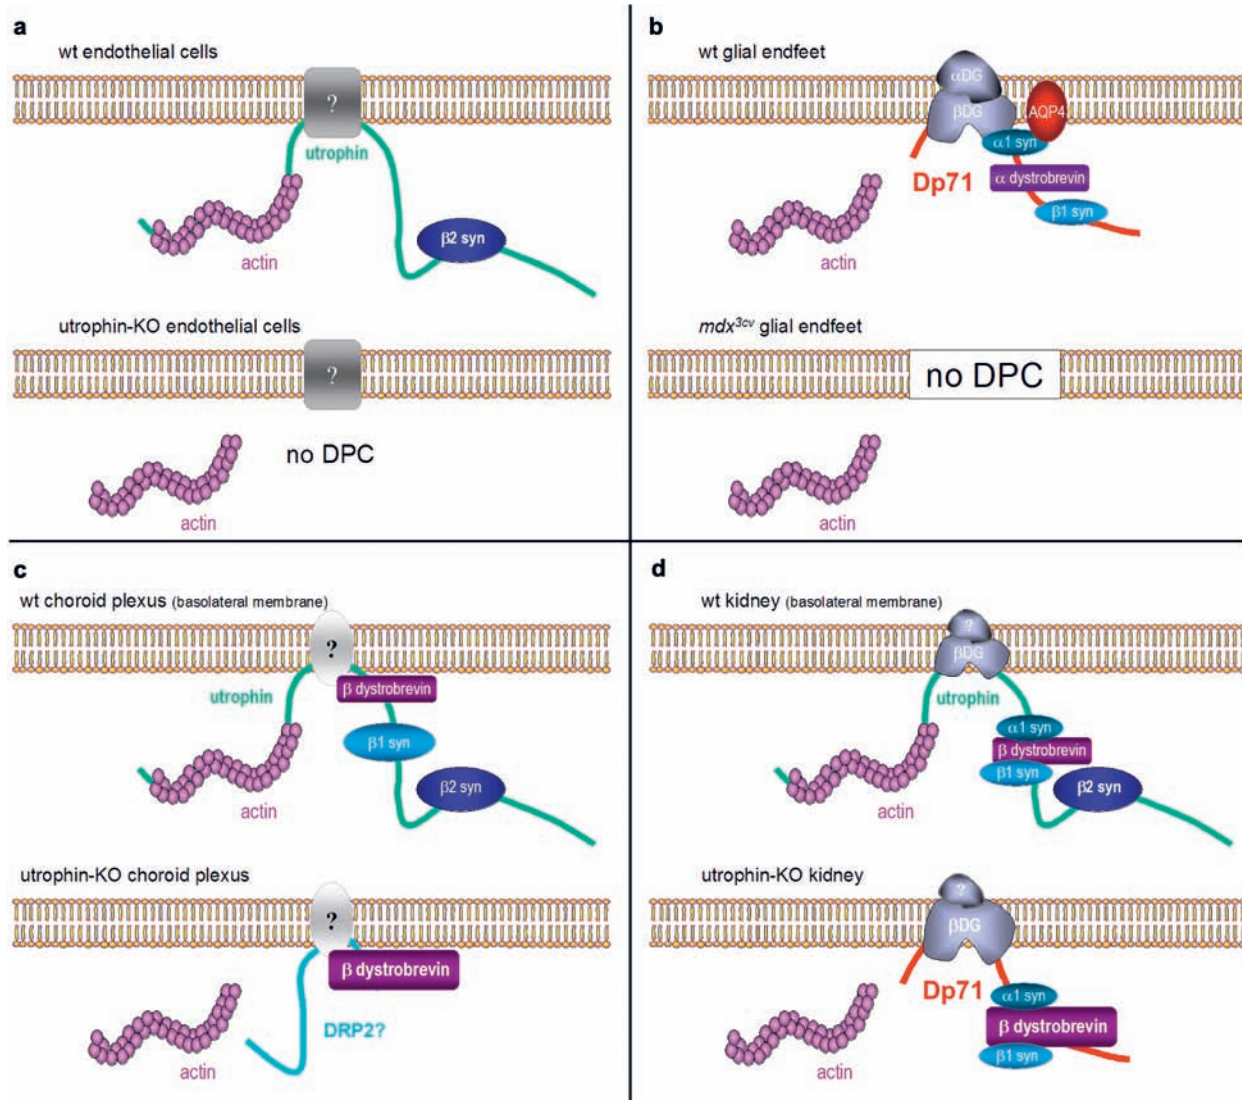 a
wt endothelial cells
?
utrophin
β2 syn
actin
utrophin-KO endothelial cells
?
no DPC
actin
b
wt glial endfeet
αDG
βDG
AQP4
α1 syn
Dp71
α dystrobrevin
β1 syn
actin
mdx3cv glial endfeet
no DPC
actin
c
wt choroid plexus (basolateral membrane)
?
utrophin
β dystrobrevin
β1 syn
β2 syn
actin
utrophin-KO choroid plexus
?
β dystrobrevin
DRP2?
actin
d
wt kidney (basolateral membrane)
?
βDG
utrophin
α1 syn
β dystrobrevin
β1 syn
β2 syn
actin
utrophin-KO kidney
?
βDG
Dp71
α1 syn
β dystrobrevin
β1 syn
actin